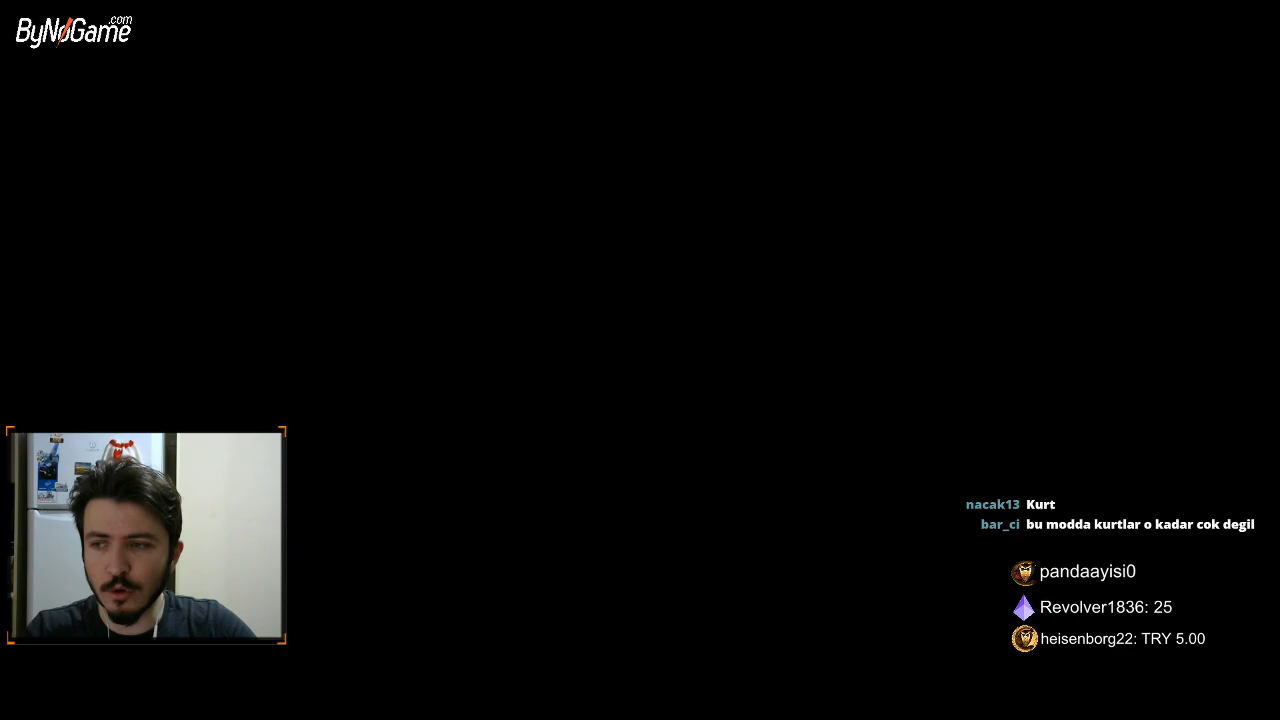 ByNoGame.com
nacak13 Kurt
bar_ci bu modda kurtlar o kadar cok degil
pandaayisi0
Revolver1836: 25
heisenborg22: TRY 5.00